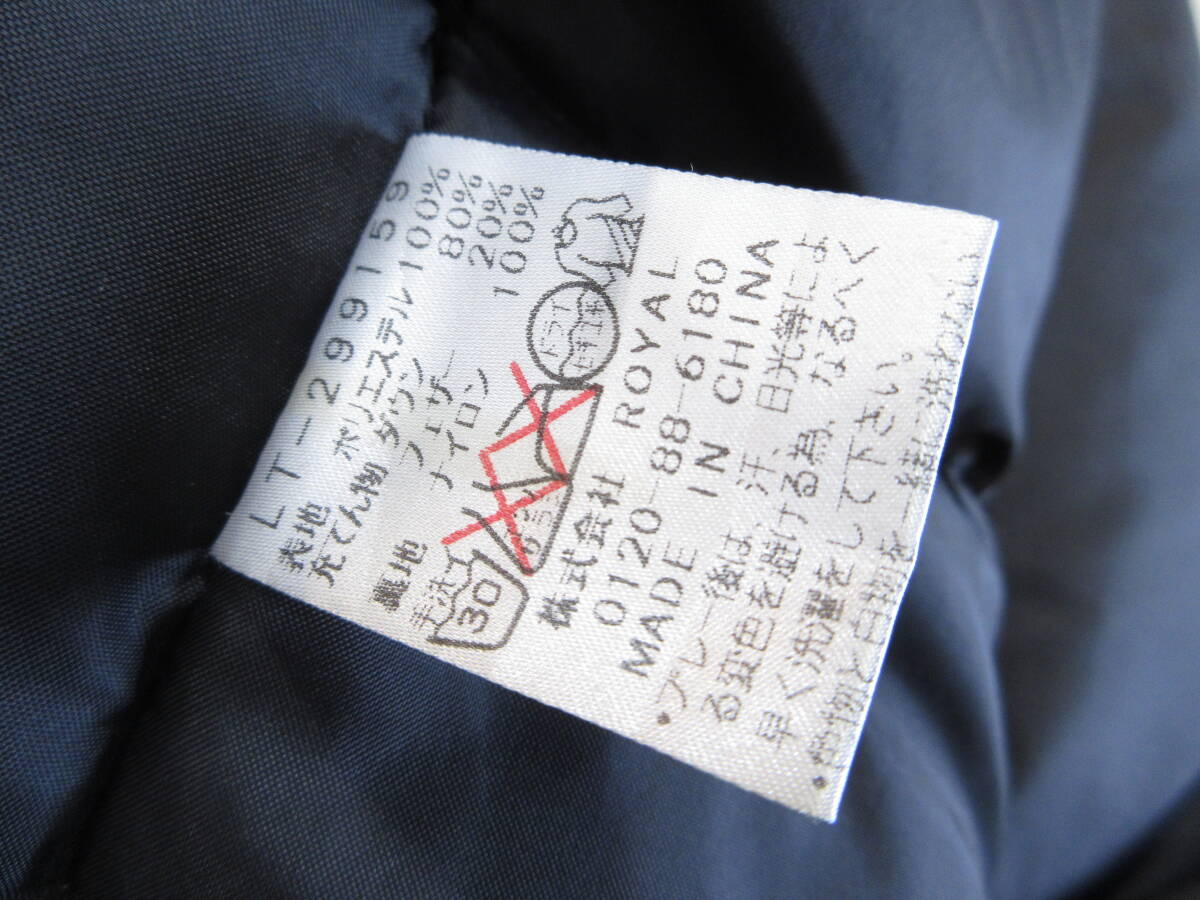 LT-299159
表地 ポリエステル 100%
充てん物 ダウン 80%
フェザー 20%
裏地 ナイロン 100%
手洗イ
30
株式会社 ROYAL
0120-88-6180
MADE IN CHINA
・プレー後は、汗、日光等によ
る変色を避ける為、なるべく
早く洗濯をして下さい。